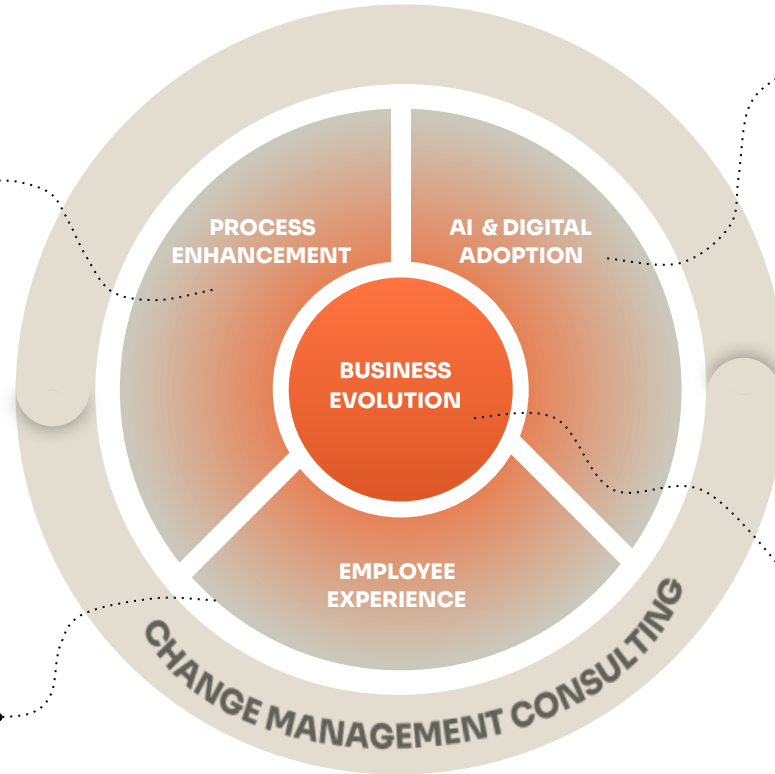 PROCESS
ENHANCEMENT
AI & DIGITAL
ADOPTION
BUSINESS
EVOLUTION
EMPLOYEE
EXPERIENCE
CHANGE MANAGEMENT CONSULTING